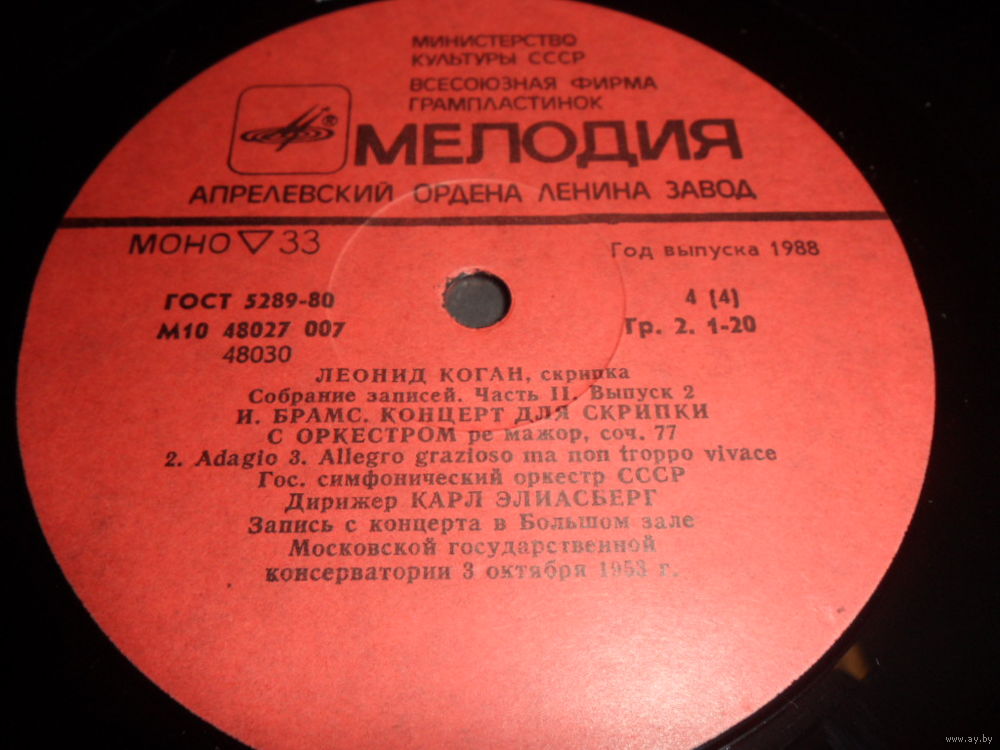 МИНИСТЕРСТВО
КУЛЬТУРЫ СССР
ВСЕСОЮЗНАЯ ФИРМА
ГРАМПЛАСТИНОК
®
МЕЛОДИЯ
АПРЕЛЕВСКИЙ ОРДЕНА ЛЕНИНА ЗАВОД
МОНО ▽ 33
Год выпуска 1988
ГОСТ 5289-80
4 (4)
М10 48027 007
Гр. 2. 1-20
48030
ЛЕОНИД КОГАН, скрипка
Собрание записей. Часть II. Выпуск 2
И. БРАМС. КОНЦЕРТ ДЛЯ СКРИПКИ
С ОРКЕСТРОМ ре мажор, соч. 77
2. Adagio 3. Allegro grazioso ma non troppo vivace
Гос. симфонический оркестр СССР
Дирижер КАРЛ ЭЛИАСБЕРГ
Запись с концерта в Большом зале
Московской государственной
консерватории 3 октября 1953 г.
www.ay.by